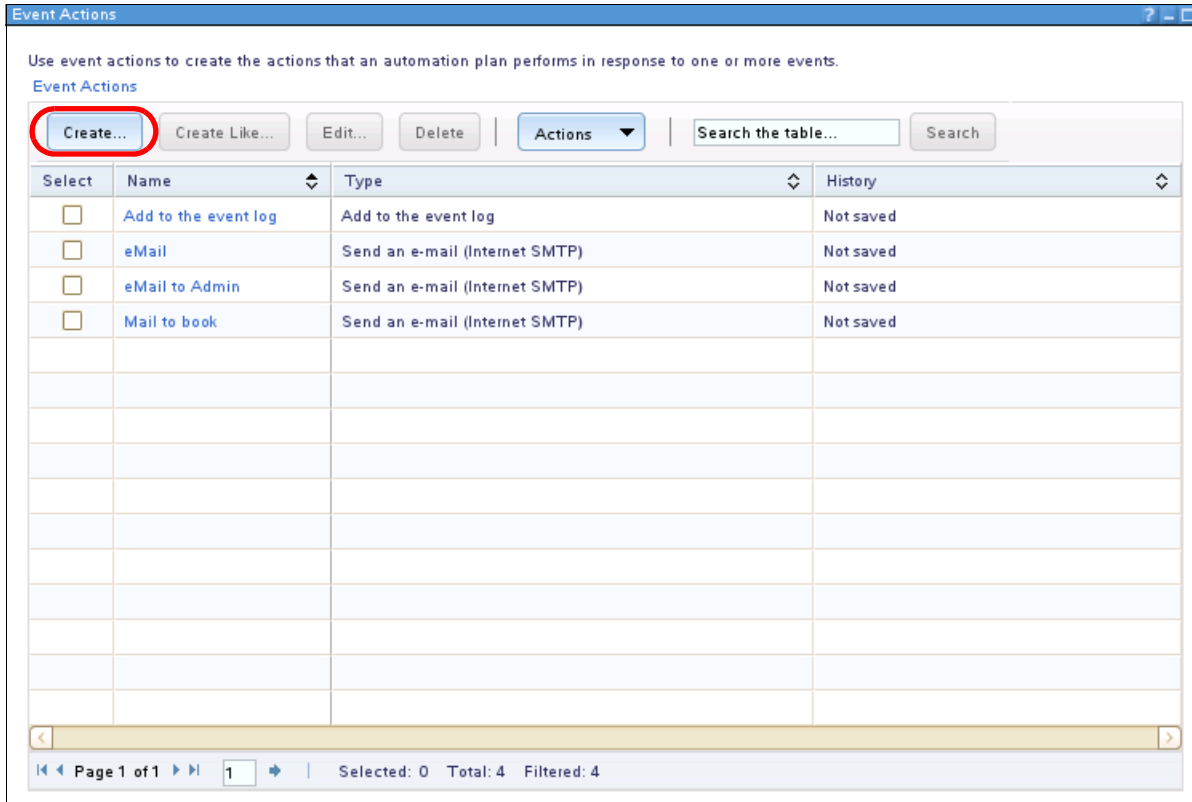 Event Actions
?
Use event actions to create the actions that an automation plan performs in response to one or more events.
Event Actions
Create... Create Like... Edit... Delete Actions Search the table... Search
Select Name Type History
Add to the event log Add to the event log Not saved
eMail Send an e-mail (Internet SMTP) Not saved
eMail to Admin Send an e-mail (Internet SMTP) Not saved
Mail to book Send an e-mail (Internet SMTP) Not saved
Page 1 of 1 1 Selected: 0 Total: 4 Filtered: 4